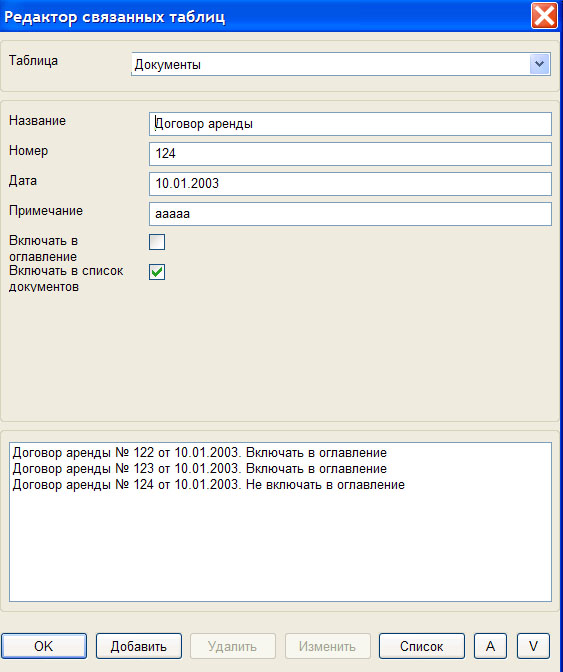 Редактор связанных таблиц
Таблица
Документы
Название
Договор аренды
Номер
124
Дата
10.01.2003
Примечание
ааааа
Включать в
оглавление
Включать в список
документов
Договор аренды № 122 от 10.01.2003. Включать в оглавление
Договор аренды № 123 от 10.01.2003. Включать в оглавление
Договор аренды № 124 от 10.01.2003. Не включать в оглавление
OK Добавить Удалить Изменить Список А V